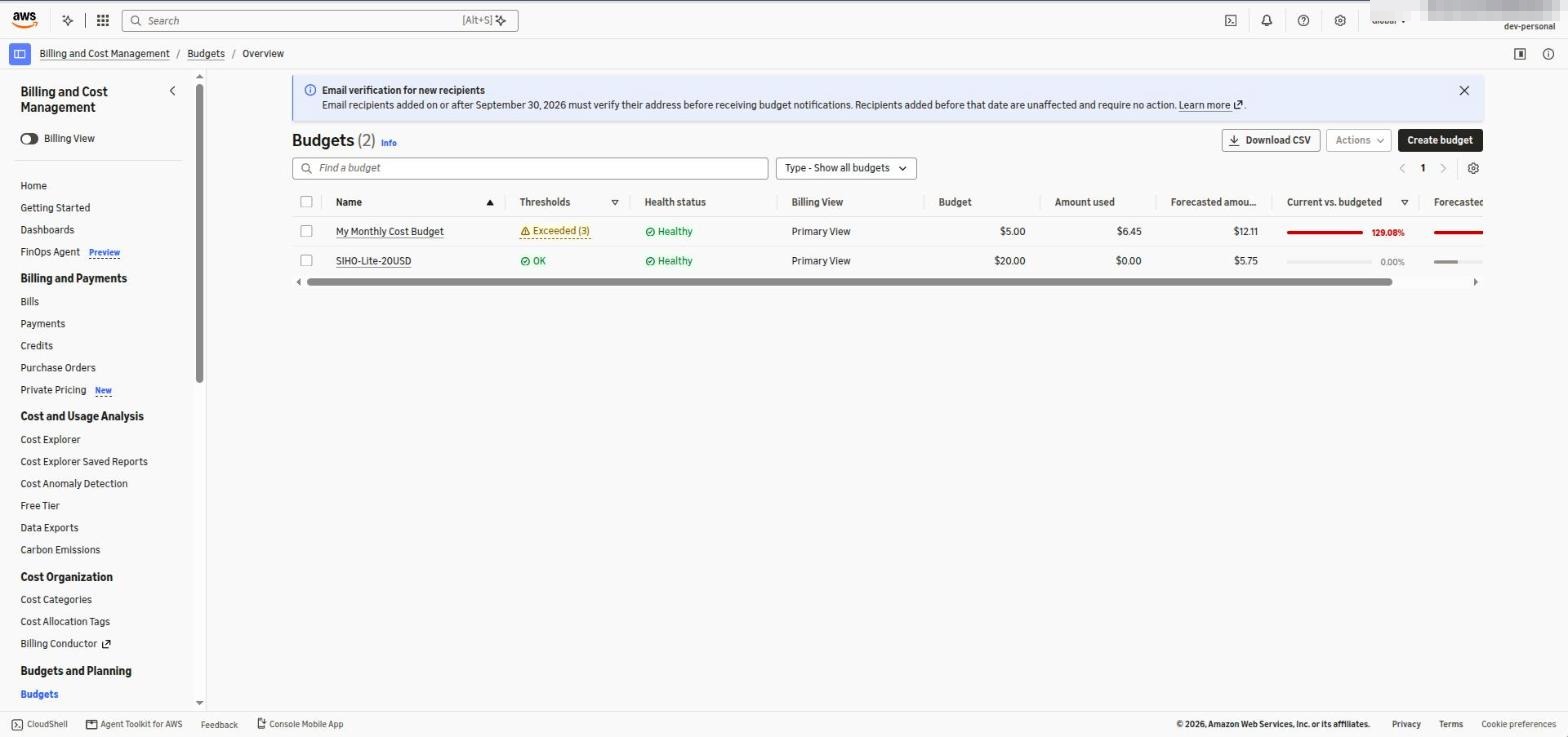 aws
Search [Alt+S]
dev-personal
Billing and Cost Management / Budgets / Overview
Billing and Cost
Management
Billing View
Home
Getting Started
Dashboards
FinOps Agent Preview
Billing and Payments
Bills
Payments
Credits
Purchase Orders
Private Pricing New
Cost and Usage Analysis
Cost Explorer
Cost Explorer Saved Reports
Cost Anomaly Detection
Free Tier
Data Exports
Carbon Emissions
Cost Organization
Cost Categories
Cost Allocation Tags
Billing Conductor
Budgets and Planning
Budgets
Email verification for new recipients
Email recipients added on or after September 30, 2026 must verify their address before receiving budget notifications. Recipients added before that date are unaffected and require no action. Learn more.
Budgets (2) Info
Download CSV Actions Create budget
Find a budget Type - Show all budgets 1
Name Thresholds Health status Billing View Budget Amount used Forecasted amou... Current vs. budgeted Forecasted
My Monthly Cost Budget Exceeded (3) Healthy Primary View $5.00 $6.45 $12.11 129.08%
SIHO-Lite-20USD OK Healthy Primary View $20.00 $0.00 $5.75 0.00%
CloudShell Agent Toolkit for AWS Feedback Console Mobile App © 2026, Amazon Web Services, Inc. or its affiliates. Privacy Terms Cookie preferences